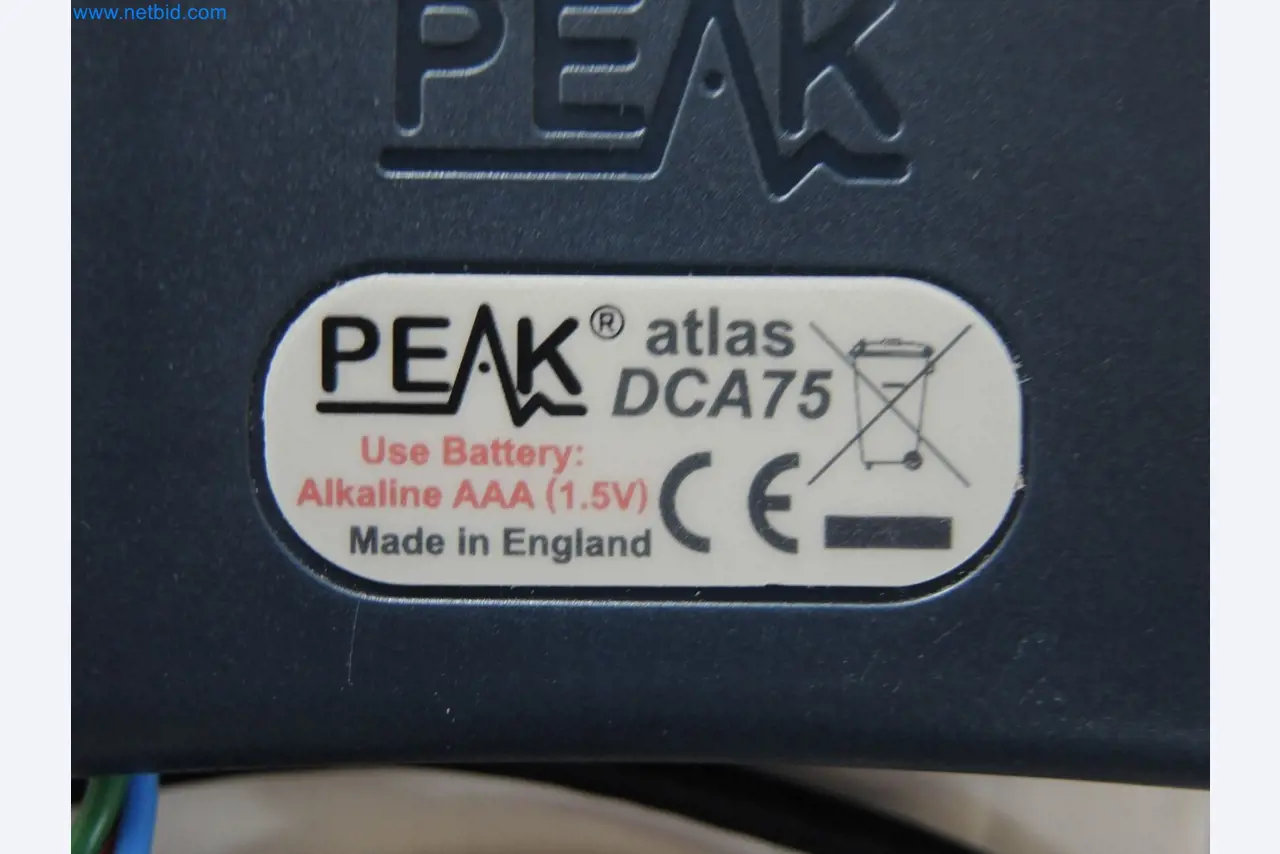 www.netbid.com
PEAK
PEAK® atlas
DCA75
Use Battery:
Alkaline AAA (1.5V)
Made in England
CE